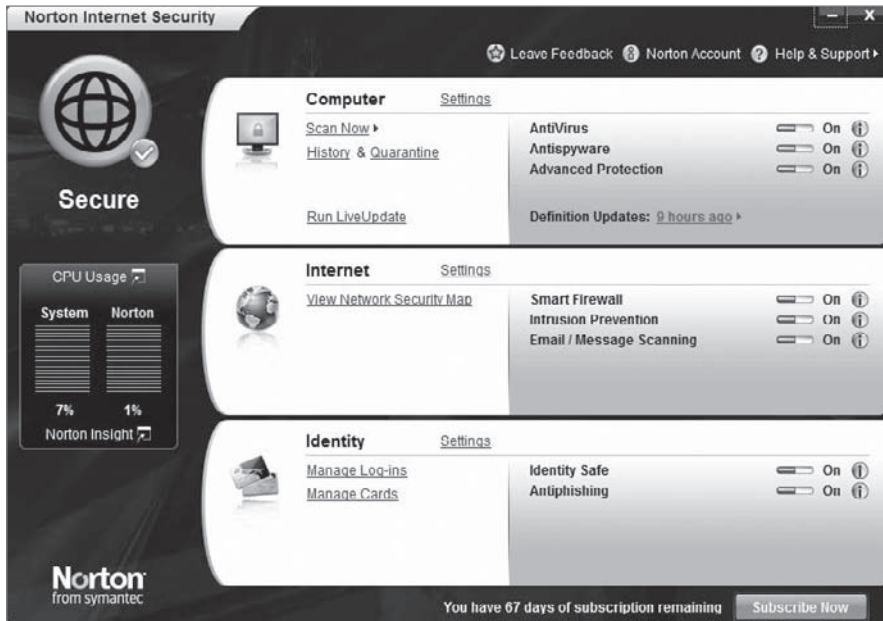 Norton Internet Security
Leave Feedback Norton Account Help & Support
Secure
Computer Settings
Scan Now
History & Quarantine
Run LiveUpdate
AntiVirus On
Antispyware On
Advanced Protection On
Definition Updates: 9 hours ago
CPU Usage
System Norton
7% 1%
Norton Insight
Internet Settings
View Network Security Map
Smart Firewall On
Intrusion Prevention On
Email / Message Scanning On
Identity Settings
Manage Log-ins
Manage Cards
Identity Safe On
Antiphishing On
Norton
from symantec
You have 67 days of subscription remaining Subscribe Now